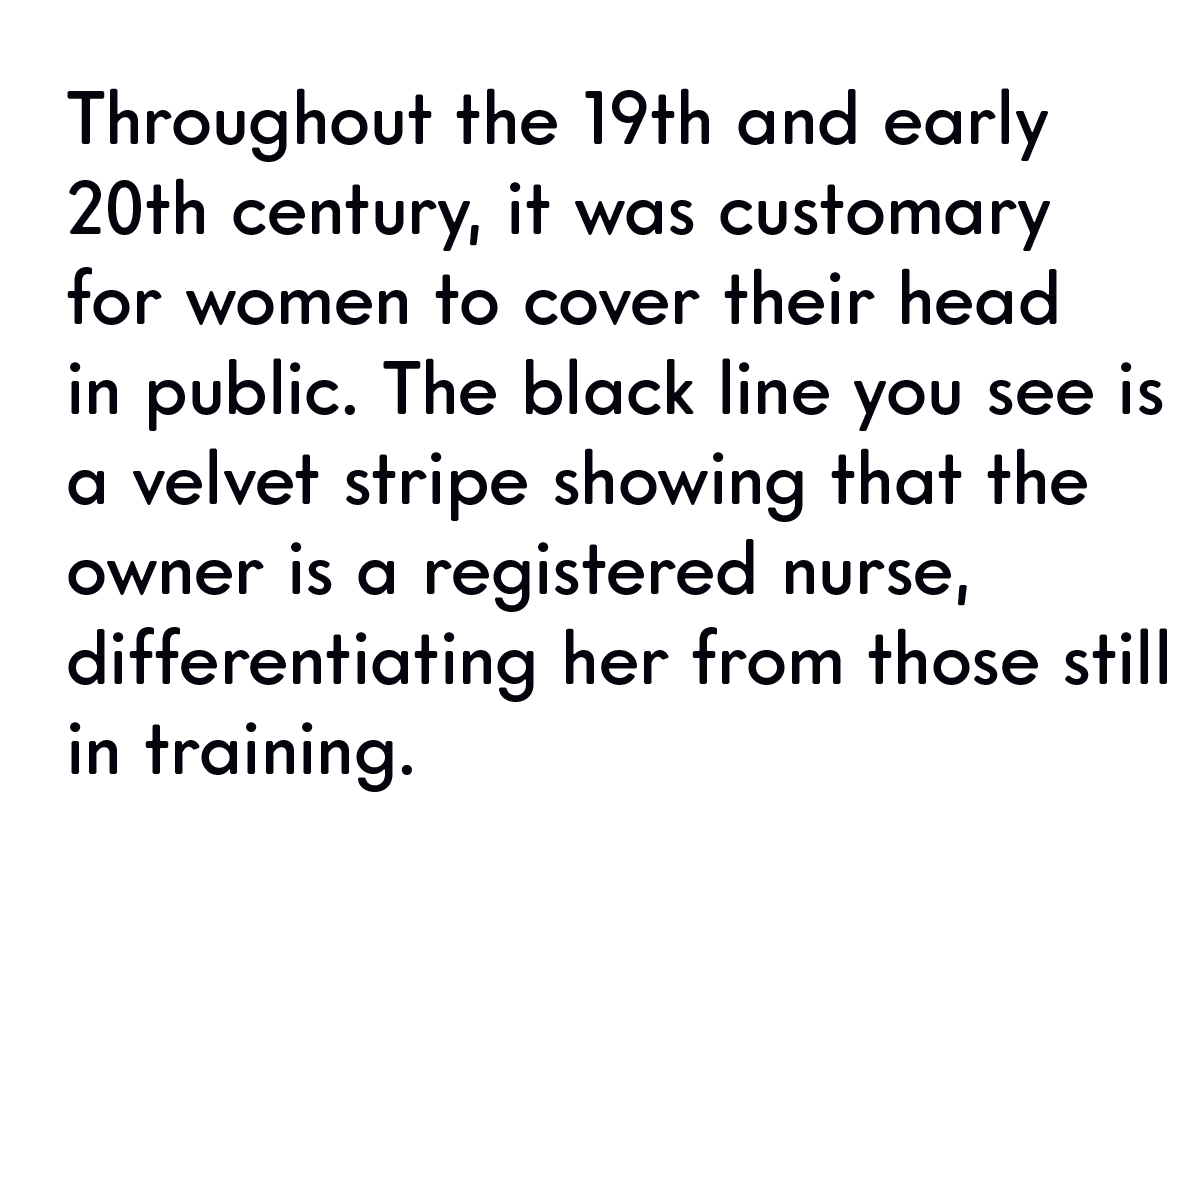 Throughout the 19th and early
20th century, it was customary
for women to cover their head
in public. The black line you see is
a velvet stripe showing that the
owner is a registered nurse,
differentiating her from those still
in training.